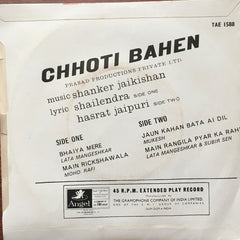 TAE 1588
CHHOTI BAHEN
PRASAD PRODUCTIONS PRIVATE LTD.
music shanker jaikishan
lyric shailendra SIDE ONE
hasrat jaipuri SIDE TWO
SIDE ONE
BHAIYA MERE
LATA MANGESHKAR
MAIN RICKSHAWALA
MOHD. RAFI
SIDE TWO
JAUN KAHAN BATA AI DIL
MUKESH
MAIN RANGILA PYAR KA RAHI
LATA MANGESHKAR & SUBIR SEN
Angel
45 R.P.M. EXTENDED PLAY RECORD
THE GRAMOPHONE COMPANY OF INDIA LIMITED